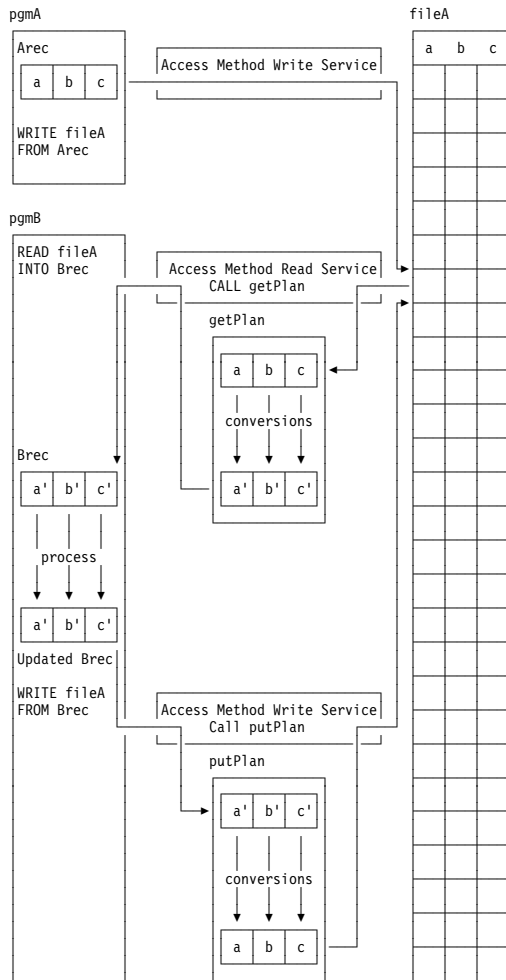 pgmA
fileA
Arec
a b c
Access Method Write Service
a b c
WRITE fileA
FROM Arec
pgmB
READ fileA
INTO Brec
Access Method Read Service
CALL getPlan
getPlan
a b c
conversions
Brec
a' b' c'
a' b' c'
process
a' b' c'
Updated Brec
WRITE fileA
FROM Brec
Access Method Write Service
Call putPlan
putPlan
a' b' c'
conversions
a b c